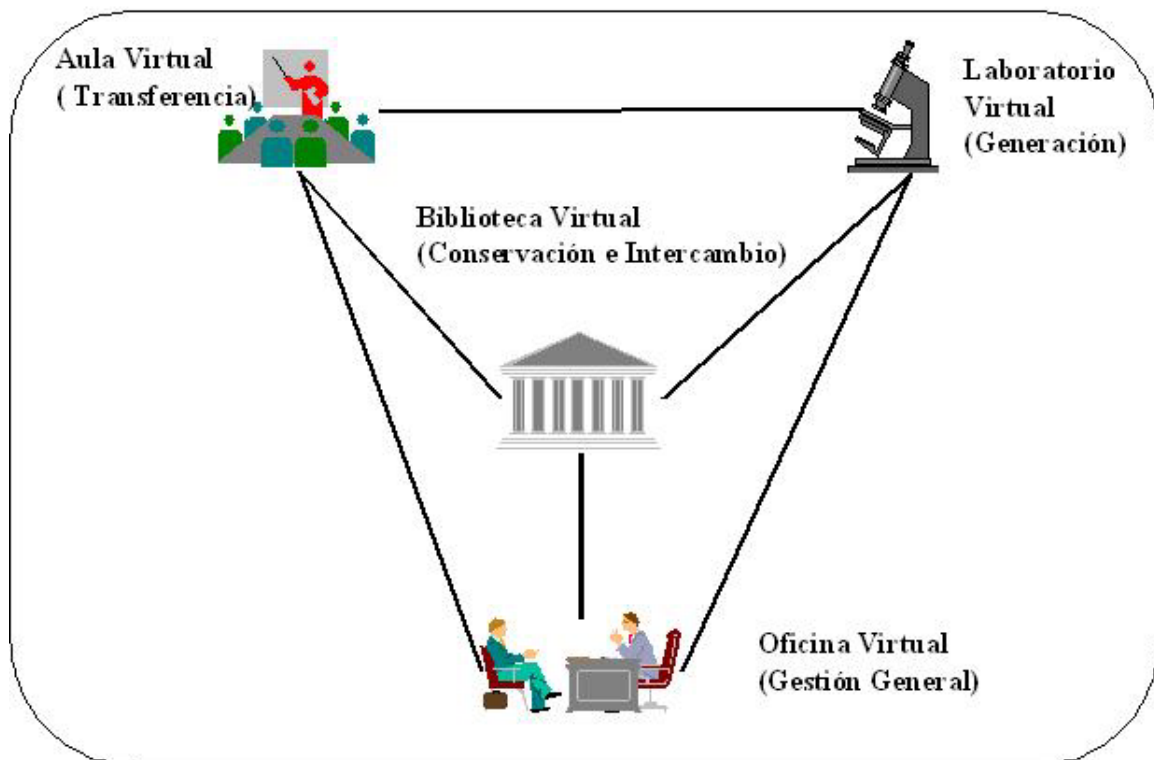 Aula Virtual
( Transferencia)
Laboratorio
Virtual
(Generación)
Biblioteca Virtual
(Conservación e Intercambio)
Oficina Virtual
(Gestión General)